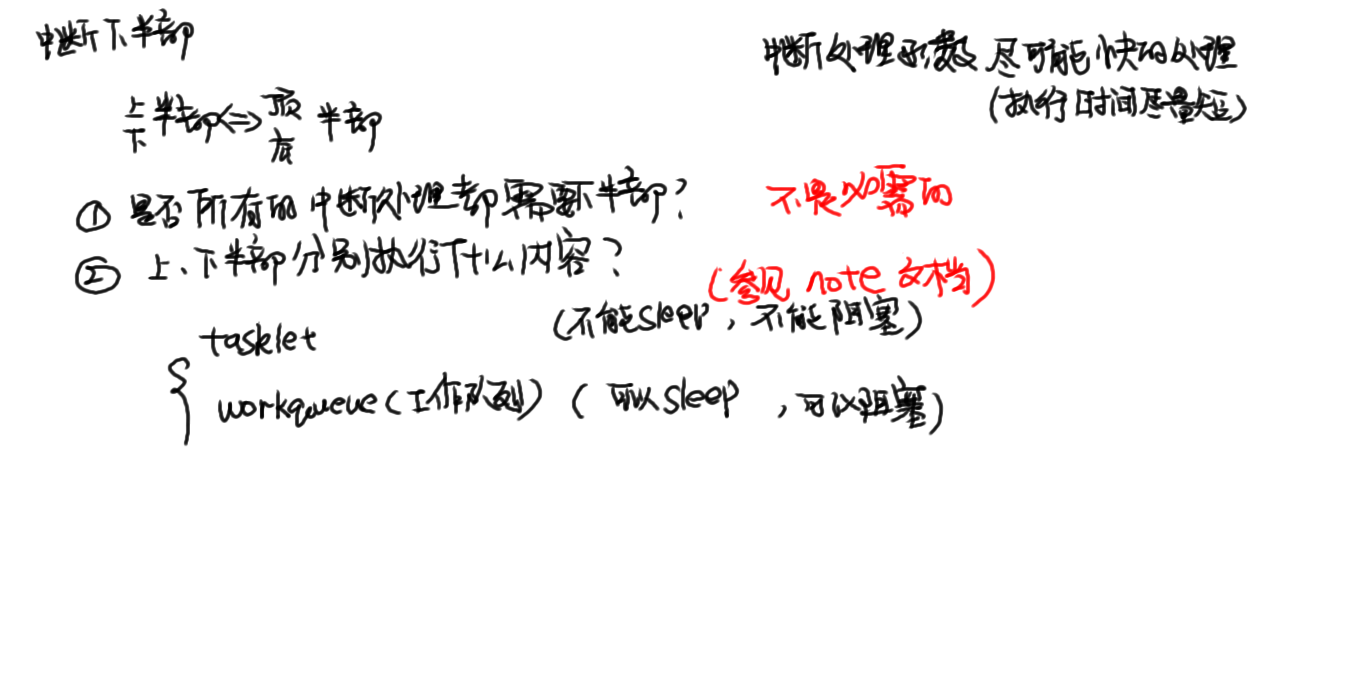 中断下半部
中断处理函数 尽可能快的处理
(执行时间尽量短)
上半部<=>顶半部
下 底
① 是否所有的中断处理都需要下半部? 不是必需的
② 上、下半部分别执行什么内容?
(参见 note 文档)
tasklet (不能sleep, 不能阻塞)
workqueue(工作队列) (可以sleep ,可以阻塞)